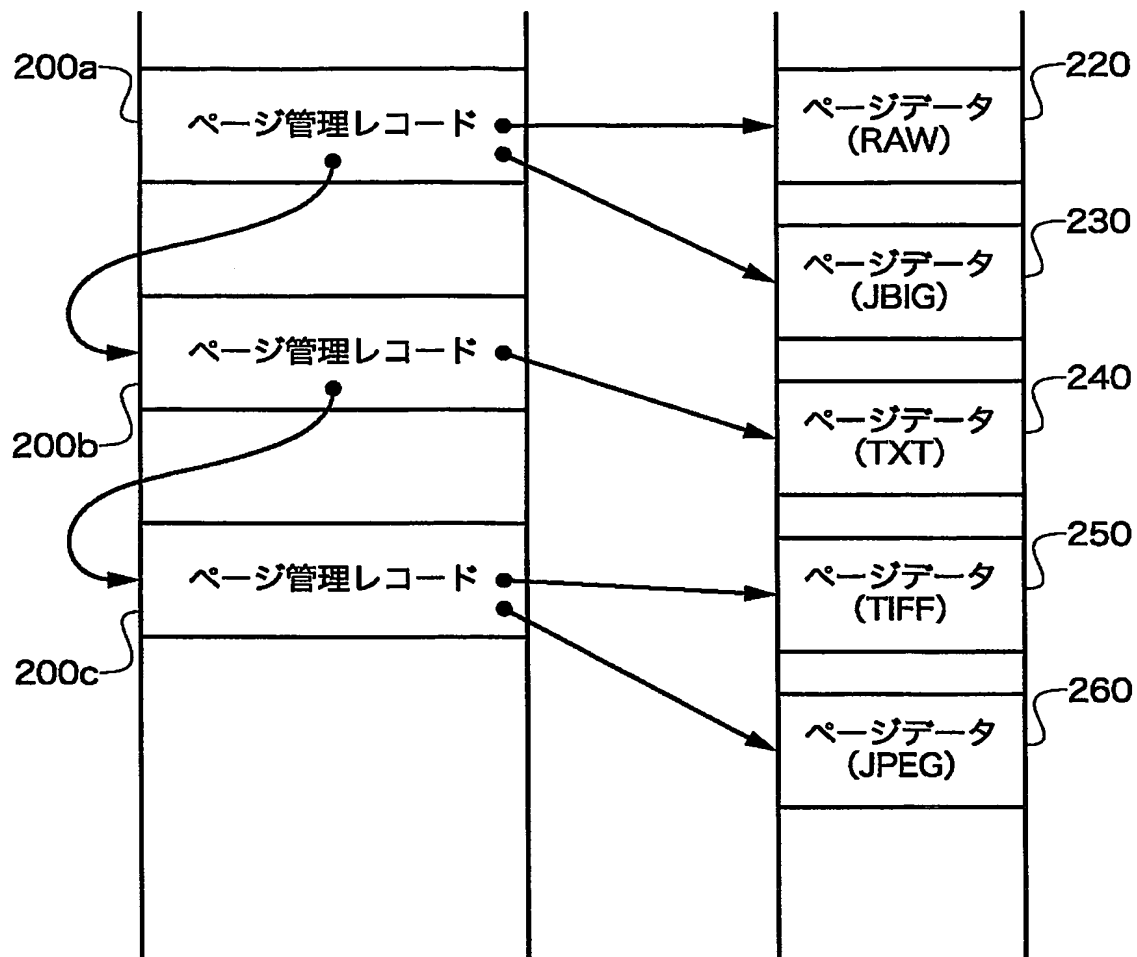 200a
ページ管理レコード
ページデータ
(RAW)
220
ページデータ
(JBIG)
230
ページ管理レコード
200b
ページデータ
(TXT)
240
ページ管理レコード
200c
ページデータ
(TIFF)
250
ページデータ
(JPEG)
260